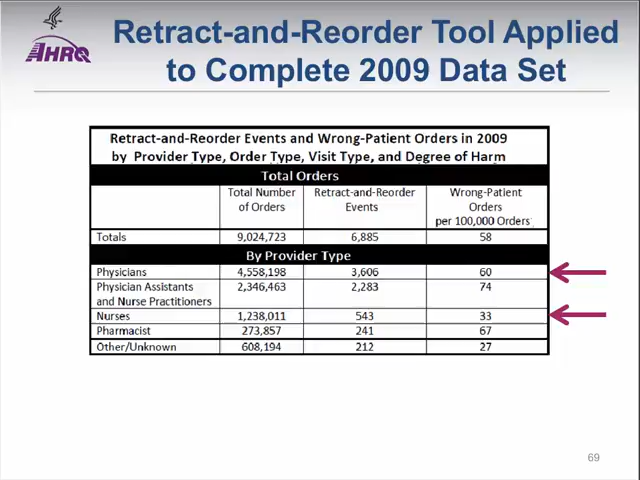 AHRQ
Retract-and-Reorder Tool Applied
to Complete 2009 Data Set
Retract-and-Reorder Events and Wrong-Patient Orders in 2009
by Provider Type, Order Type, Visit Type, and Degree of Harm
Total Orders
Total Number of Orders Retract-and-Reorder Events Wrong-Patient Orders per 100,000 Orders
Totals 9,024,723 6,885 58
By Provider Type
Physicians 4,558,198 3,606 60
Physician Assistants and Nurse Practitioners 2,346,463 2,283 74
Nurses 1,238,011 543 33
Pharmacist 273,857 241 67
Other/Unknown 608,194 212 27
69